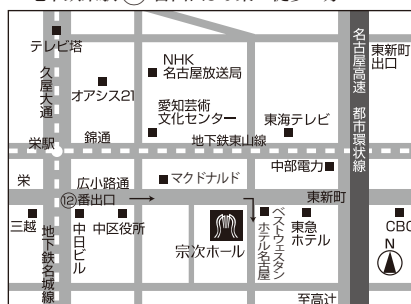 テレビ塔
久屋大通
オアシス21
NHK
名古屋放送局
愛知芸術
文化センター
名古屋高速 都市環状線
東新町
出口
東海テレビ
栄駅
錦通
地下鉄東山線
中部電力
栄
広小路通
マクドナルド
東新町
⑫番出口
三越
地下鉄名城線
中日
ビル
中区役所
宗次ホール
ベストウェスタン
ホテル名古屋
東急
ホテル
CBC
N
至高辻